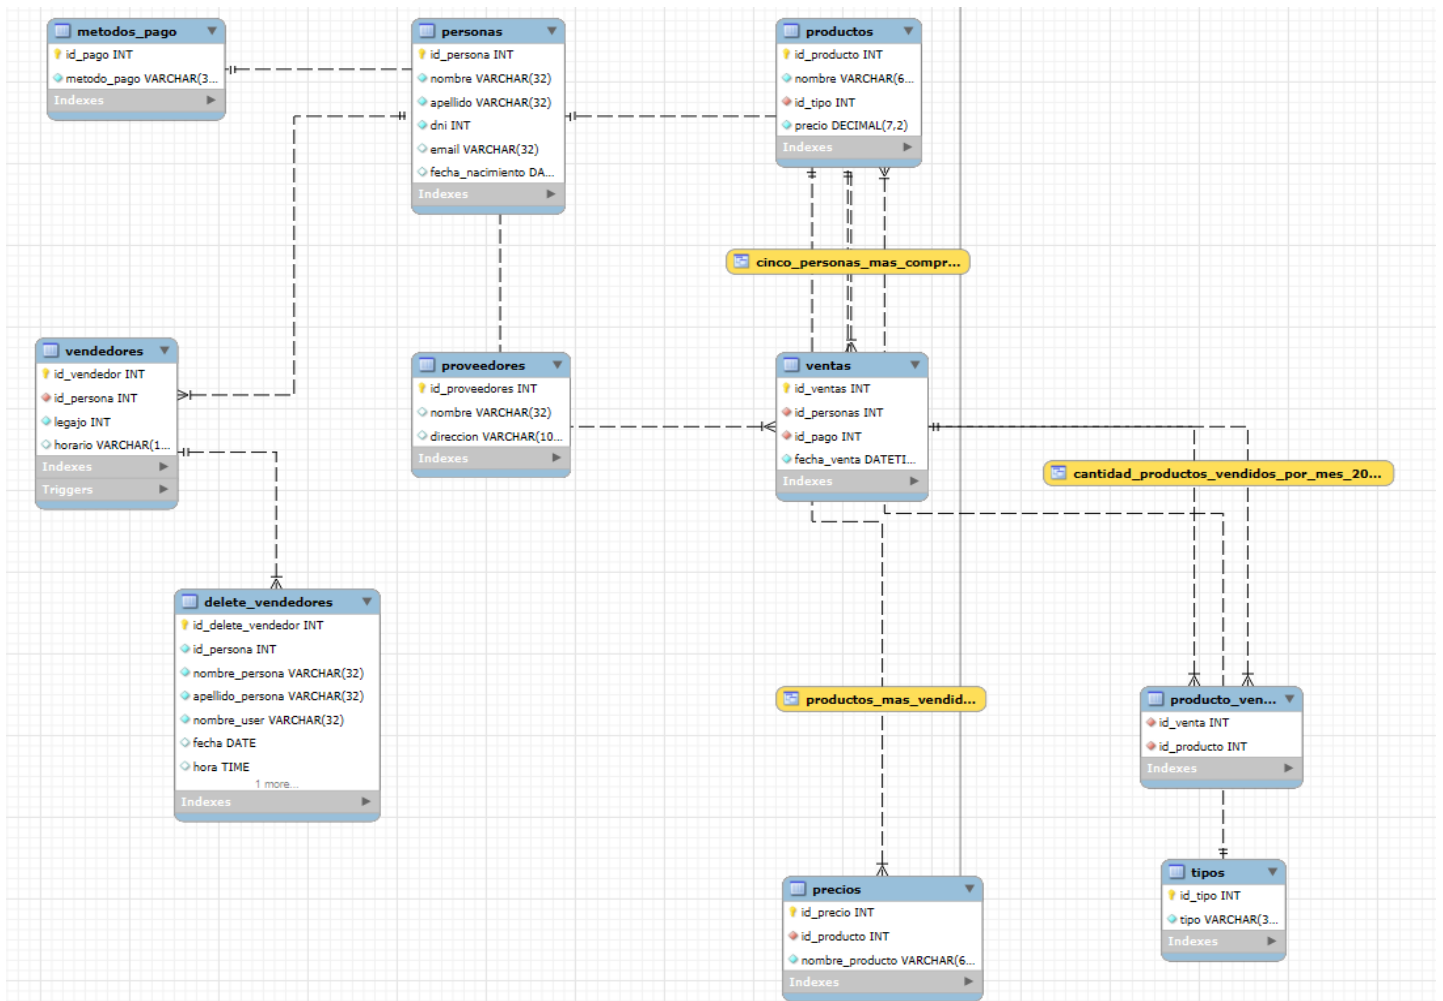 metodos_pago
id_pago INT
metodo_pago VARCHAR(3...
Indexes
personas
id_persona INT
nombre VARCHAR(32)
apellido VARCHAR(32)
dni INT
email VARCHAR(32)
fecha_nacimiento DA...
Indexes
productos
id_producto INT
nombre VARCHAR(6...
id_tipo INT
precio DECIMAL(7,2)
Indexes
cinco_personas_mas_compr...
vendedores
id_vendedor INT
id_persona INT
legajo INT
horario VARCHAR(1...
Indexes
Triggers
proveedores
id_proveedores INT
nombre VARCHAR(32)
direccion VARCHAR(10...
Indexes
ventas
id_ventas INT
id_personas INT
id_pago INT
fecha_venta DATETI...
Indexes
cantidad_productos_vendidos_por_mes_20...
delete_vendedores
id_delete_vendedor INT
id_persona INT
nombre_persona VARCHAR(32)
apellido_persona VARCHAR(32)
nombre_user VARCHAR(32)
fecha DATE
hora TIME
1 more...
Indexes
productos_mas_vendid...
producto_ven...
id_venta INT
id_producto INT
Indexes
precios
id_precio INT
id_producto INT
nombre_producto VARCHAR(6...
Indexes
tipos
id_tipo INT
tipo VARCHAR(3...
Indexes